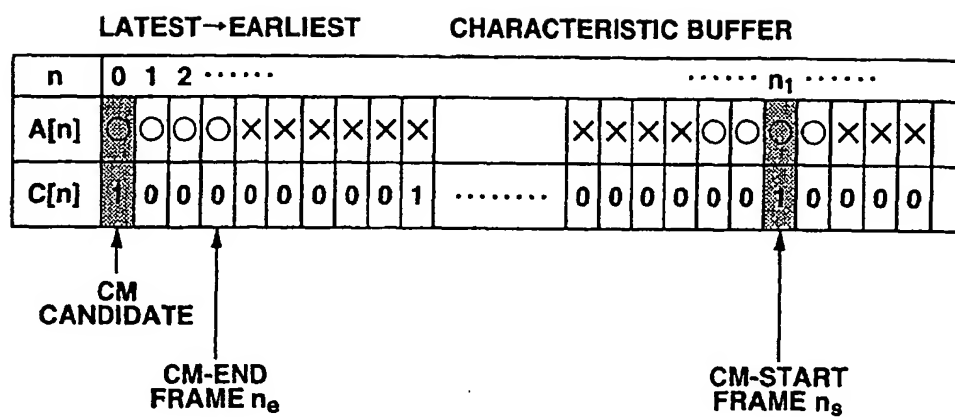 LATEST→EARLIEST CHARACTERISTIC BUFFER
n 0 1 2 ······ ······ n₁ ······
A[n] ○ ○ ○ ○ × × × × × × × × × × ○ ○ ○ ○ × × ×
C[n] 1 0 0 0 0 0 0 0 0 1 ········ 0 0 0 0 0 0 1 0 0 0 0
CM
CANDIDATE
CM-END
FRAME nₑ
CM-START
FRAME nₛ